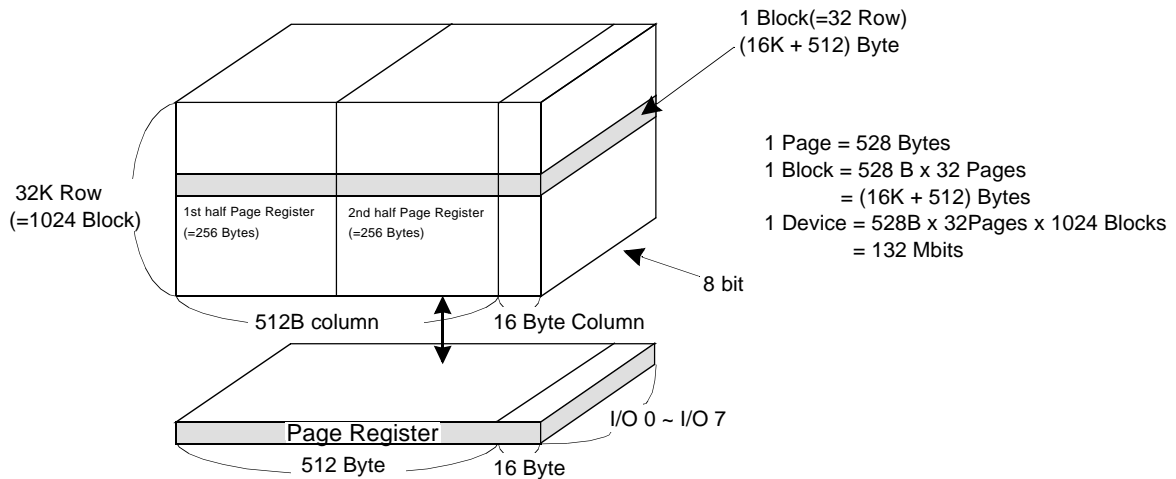 1 Block(=32 Row)
(16K + 512) Byte
1 Page = 528 Bytes
1 Block = 528 B x 32 Pages
= (16K + 512) Bytes
1 Device = 528B x 32Pages x 1024 Blocks
= 132 Mbits
32K Row
(=1024 Block)
1st half Page Register
(=256 Bytes)
2nd half Page Register
(=256 Bytes)
8 bit
512B column
16 Byte Column
I/O 0 ~ I/O 7
Page Register
512 Byte
16 Byte